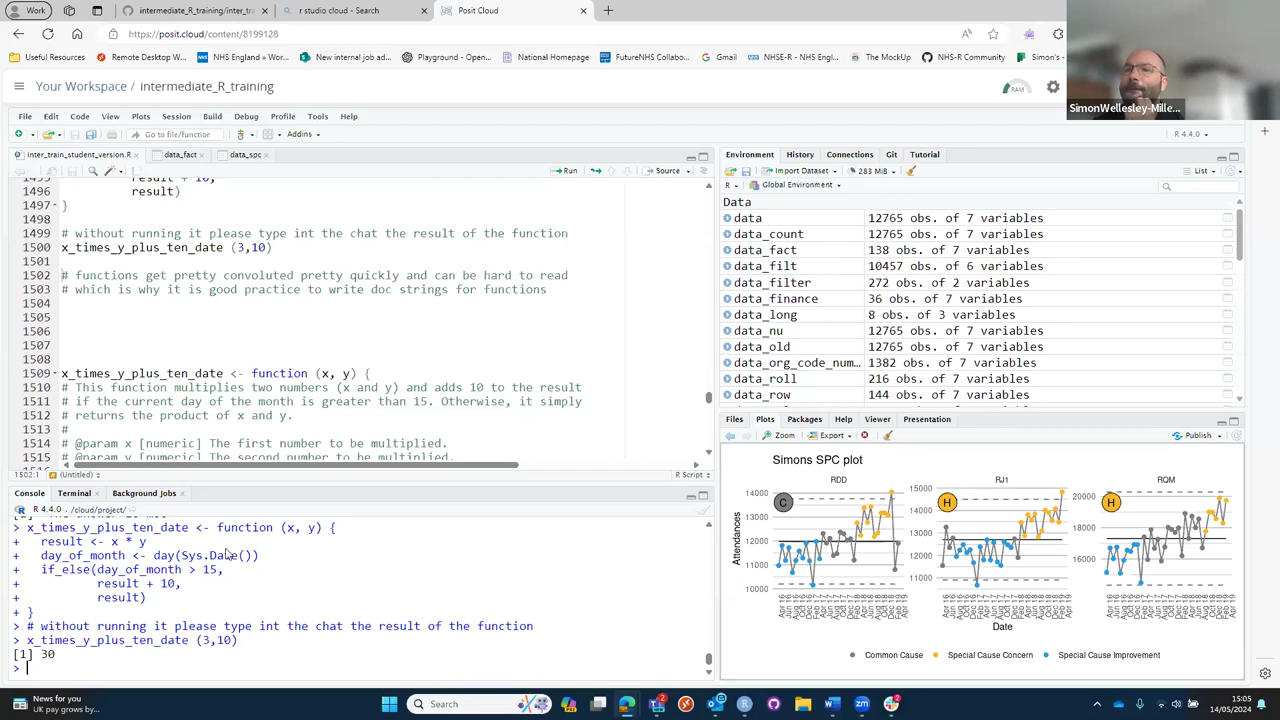 Work
intermediate_R_training/inter_tra
r studio cloud - Search
Posit Cloud
https://posit.cloud/content/8199128
Useful Resources
Remote Desktop W...
NHS England » Wo...
New internal job ad...
Playground - OpenAI
National Homepage
FutureNHS Collabo...
Gmail
NHSE-R - NHS Engl...
The MockUp
NHS-R Community
Simon's
SimonWellesley-Mille...
Your Workspace / intermediate_R_training
RAM
File Edit Code View Plots Session Build Debug Profile Tools Help
Go to file/function
Addins
R 4.4.0
inter_train_student_version.R
data_fact
data_spc
Run
Source
result + 10,
1496 result)
1497 }
1498
1499 # without running it please type int the chat the result of the function
1500 x_times_y_plus_ten_date (3,10)
1501
1502 # functions get pretty convoluted pretty quickly and can be hard to read
1503 # which is why it is good practice to write doc strings for functions
1504
1505
1506
1507
1508
1509 x_times_y_plus_ten_date <- function (x, y) {
1510 # This function multiplies two numbers (x and y) and adds 10 to the result
1511 # if the current day of the month is greater than 15. Otherwise, it simply
1512 # returns the product of x and y.
1513 #
1514 # @param x [numeric] The first number to be multiplied.
1515 # @param y [numeric] The second number to be multiplied.
1502:1 (Untitled)
R Script
Console Terminal Background Jobs
R 4.4.0 . /cloud/project/
> x_times_y_plus_ten_date <- function (x, y) {
+ result <- x * y
+ day_of_month <- day(Sys.Date())
+ if_else(day_of_month > 15,
+ result + 10,
+ result)
+ }
> # without running it please type int the chat the result of the function
> x_times_y_plus_ten_date (3,10)
[1] 30
>
Environment History Connections Git Tutorial
Import Dataset
283 MiB
List
R
Global Environment
Data
data 12765 obs. of 7 variables
data_count 12765 obs. of 7 variables
data_fact 138 obs. of 7 variables
data_filt 10457 obs. of 6 variables
data_filter 272 obs. of 7 variables
data_finance 36 obs. of 7 variables
data_long 8 obs. of 3 variables
data_nu 12765 obs. of 7 variables
data_old 12765 obs. of 7 variables
data_org_code_num... 1382 obs. of 7 variables
data_roll 216 obs. of 7 variables
data_row 144 obs. of 7 variables
Files Plots Packages Help Viewer Presentation
Zoom
Export
Publish
Simons SPC plot
RDD
RJ1
RQM
C
H
H
Attendances
14000
13000
12000
11000
10000
15000
14000
13000
12000
11000
20000
18000
16000
Date
Common Cause
Special Cause Concern
Special Cause Improvement
News for you
UK pay grows by...
Search
15:05
14/05/2024